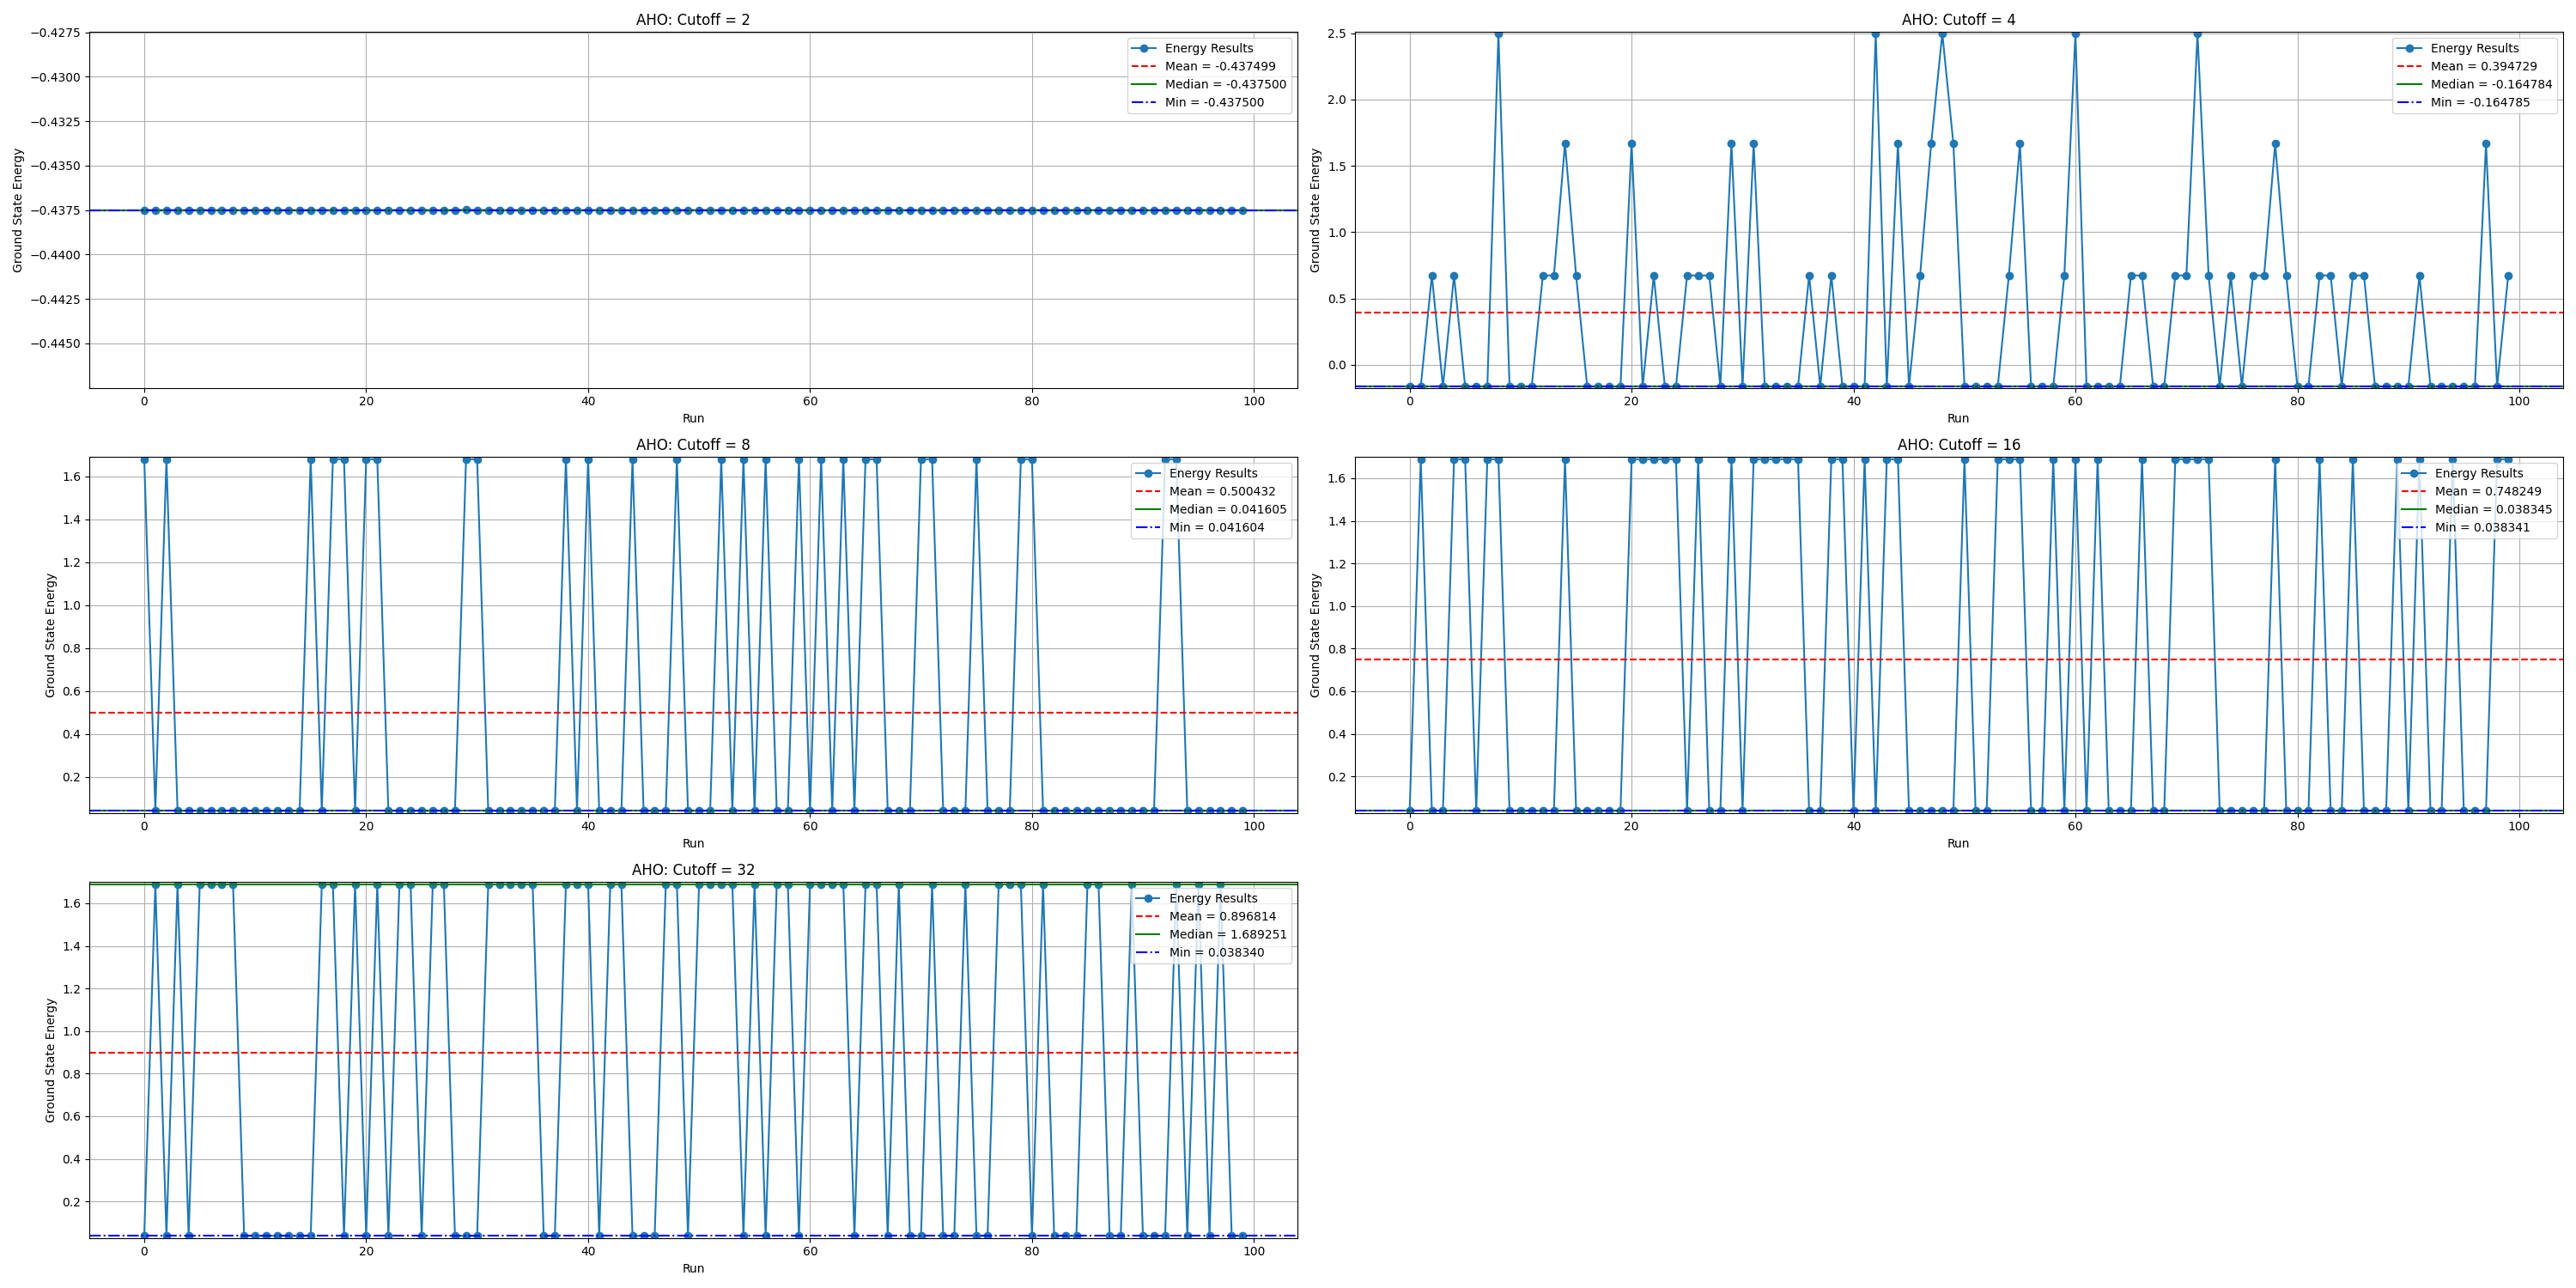 AHO: Cutoff = 2
−0.4275
−0.4300
−0.4325
−0.4350
−0.4375
−0.4400
−0.4425
−0.4450
Ground State Energy
0 20 40 60 80 100
Run
Energy Results
Mean = -0.437499
Median = -0.437500
Min = -0.437500
AHO: Cutoff = 4
2.5
2.0
1.5
1.0
0.5
0.0
Ground State Energy
0 20 40 60 80 100
Run
Energy Results
Mean = 0.394729
Median = -0.164784
Min = -0.164785
AHO: Cutoff = 8
1.6
1.4
1.2
1.0
0.8
0.6
0.4
0.2
Ground State Energy
0 20 40 60 80 100
Run
Energy Results
Mean = 0.500432
Median = 0.041605
Min = 0.041604
AHO: Cutoff = 16
1.6
1.4
1.2
1.0
0.8
0.6
0.4
0.2
Ground State Energy
0 20 40 60 80 100
Run
Energy Results
Mean = 0.748249
Median = 0.038345
Min = 0.038341
AHO: Cutoff = 32
1.6
1.4
1.2
1.0
0.8
0.6
0.4
0.2
Ground State Energy
0 20 40 60 80 100
Run
Energy Results
Mean = 0.896814
Median = 1.689251
Min = 0.038340